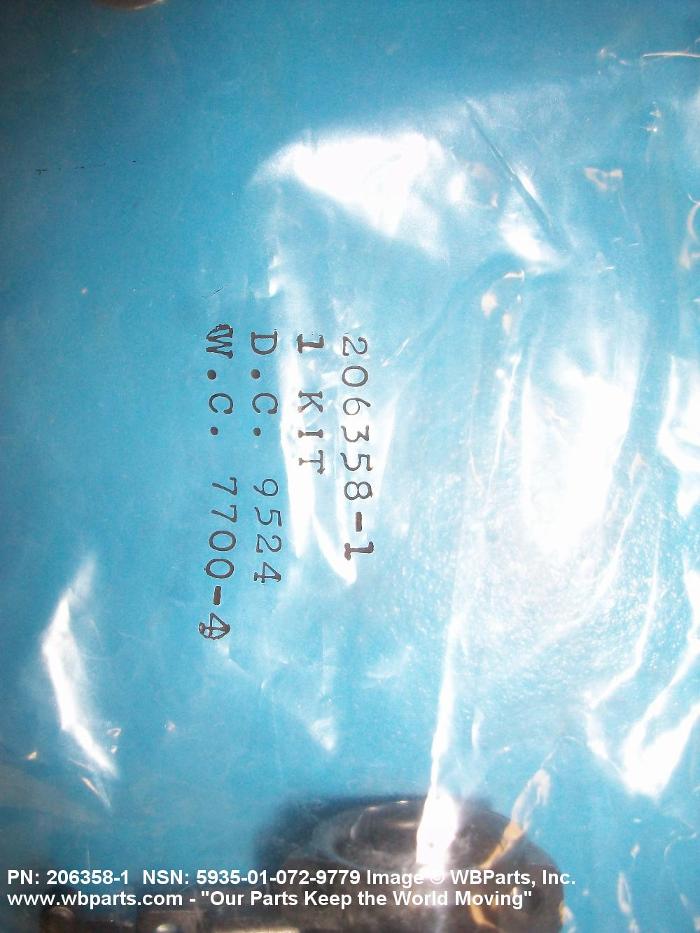 206358-1
1 KIT
D.C. 9524
W.C. 7700-4
PN: 206358-1 NSN: 5935-01-072-9779 Image © WBParts, Inc.
www.wbparts.com - "Our Parts Keep the World Moving"